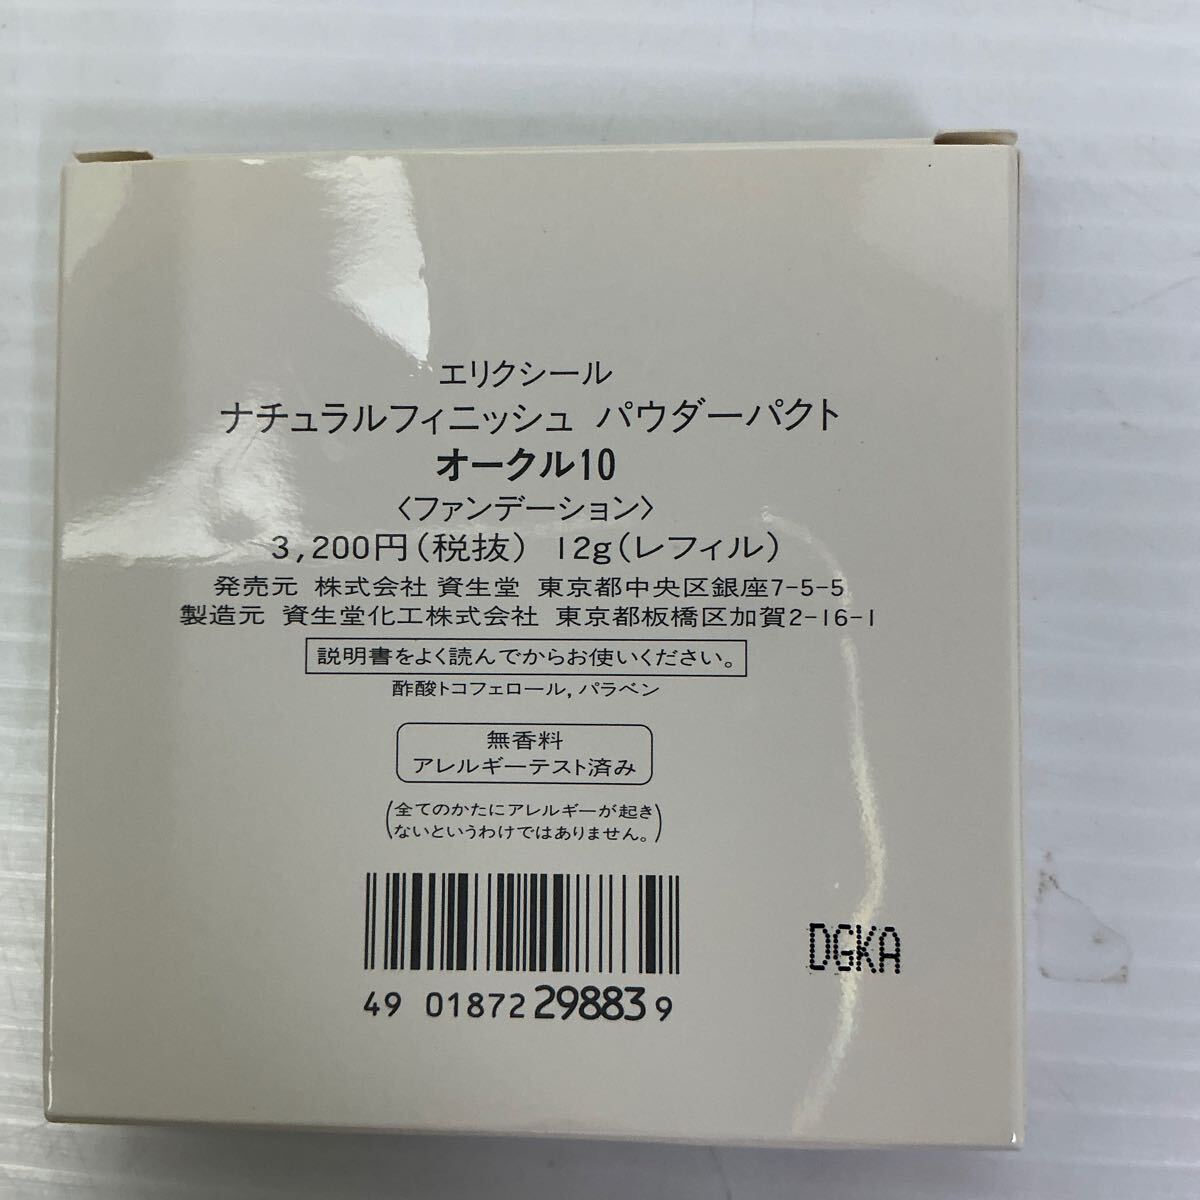 エリクシール
ナチュラルフィニッシュ パウダーパクト
オークル10
〈ファンデーション〉
3,200円(税抜) 12g(レフィル)
発売元 株式会社 資生堂 東京都中央区銀座7-5-5
製造元 資生堂化工株式会社 東京都板橋区加賀2-16-1
説明書をよく読んでからお使いください。
酢酸トコフェロール,パラベン
無香料
アレルギーテスト済み
(全てのかたにアレルギーが起き
ないというわけではありません。)
DGKA
49 01872 29883 9